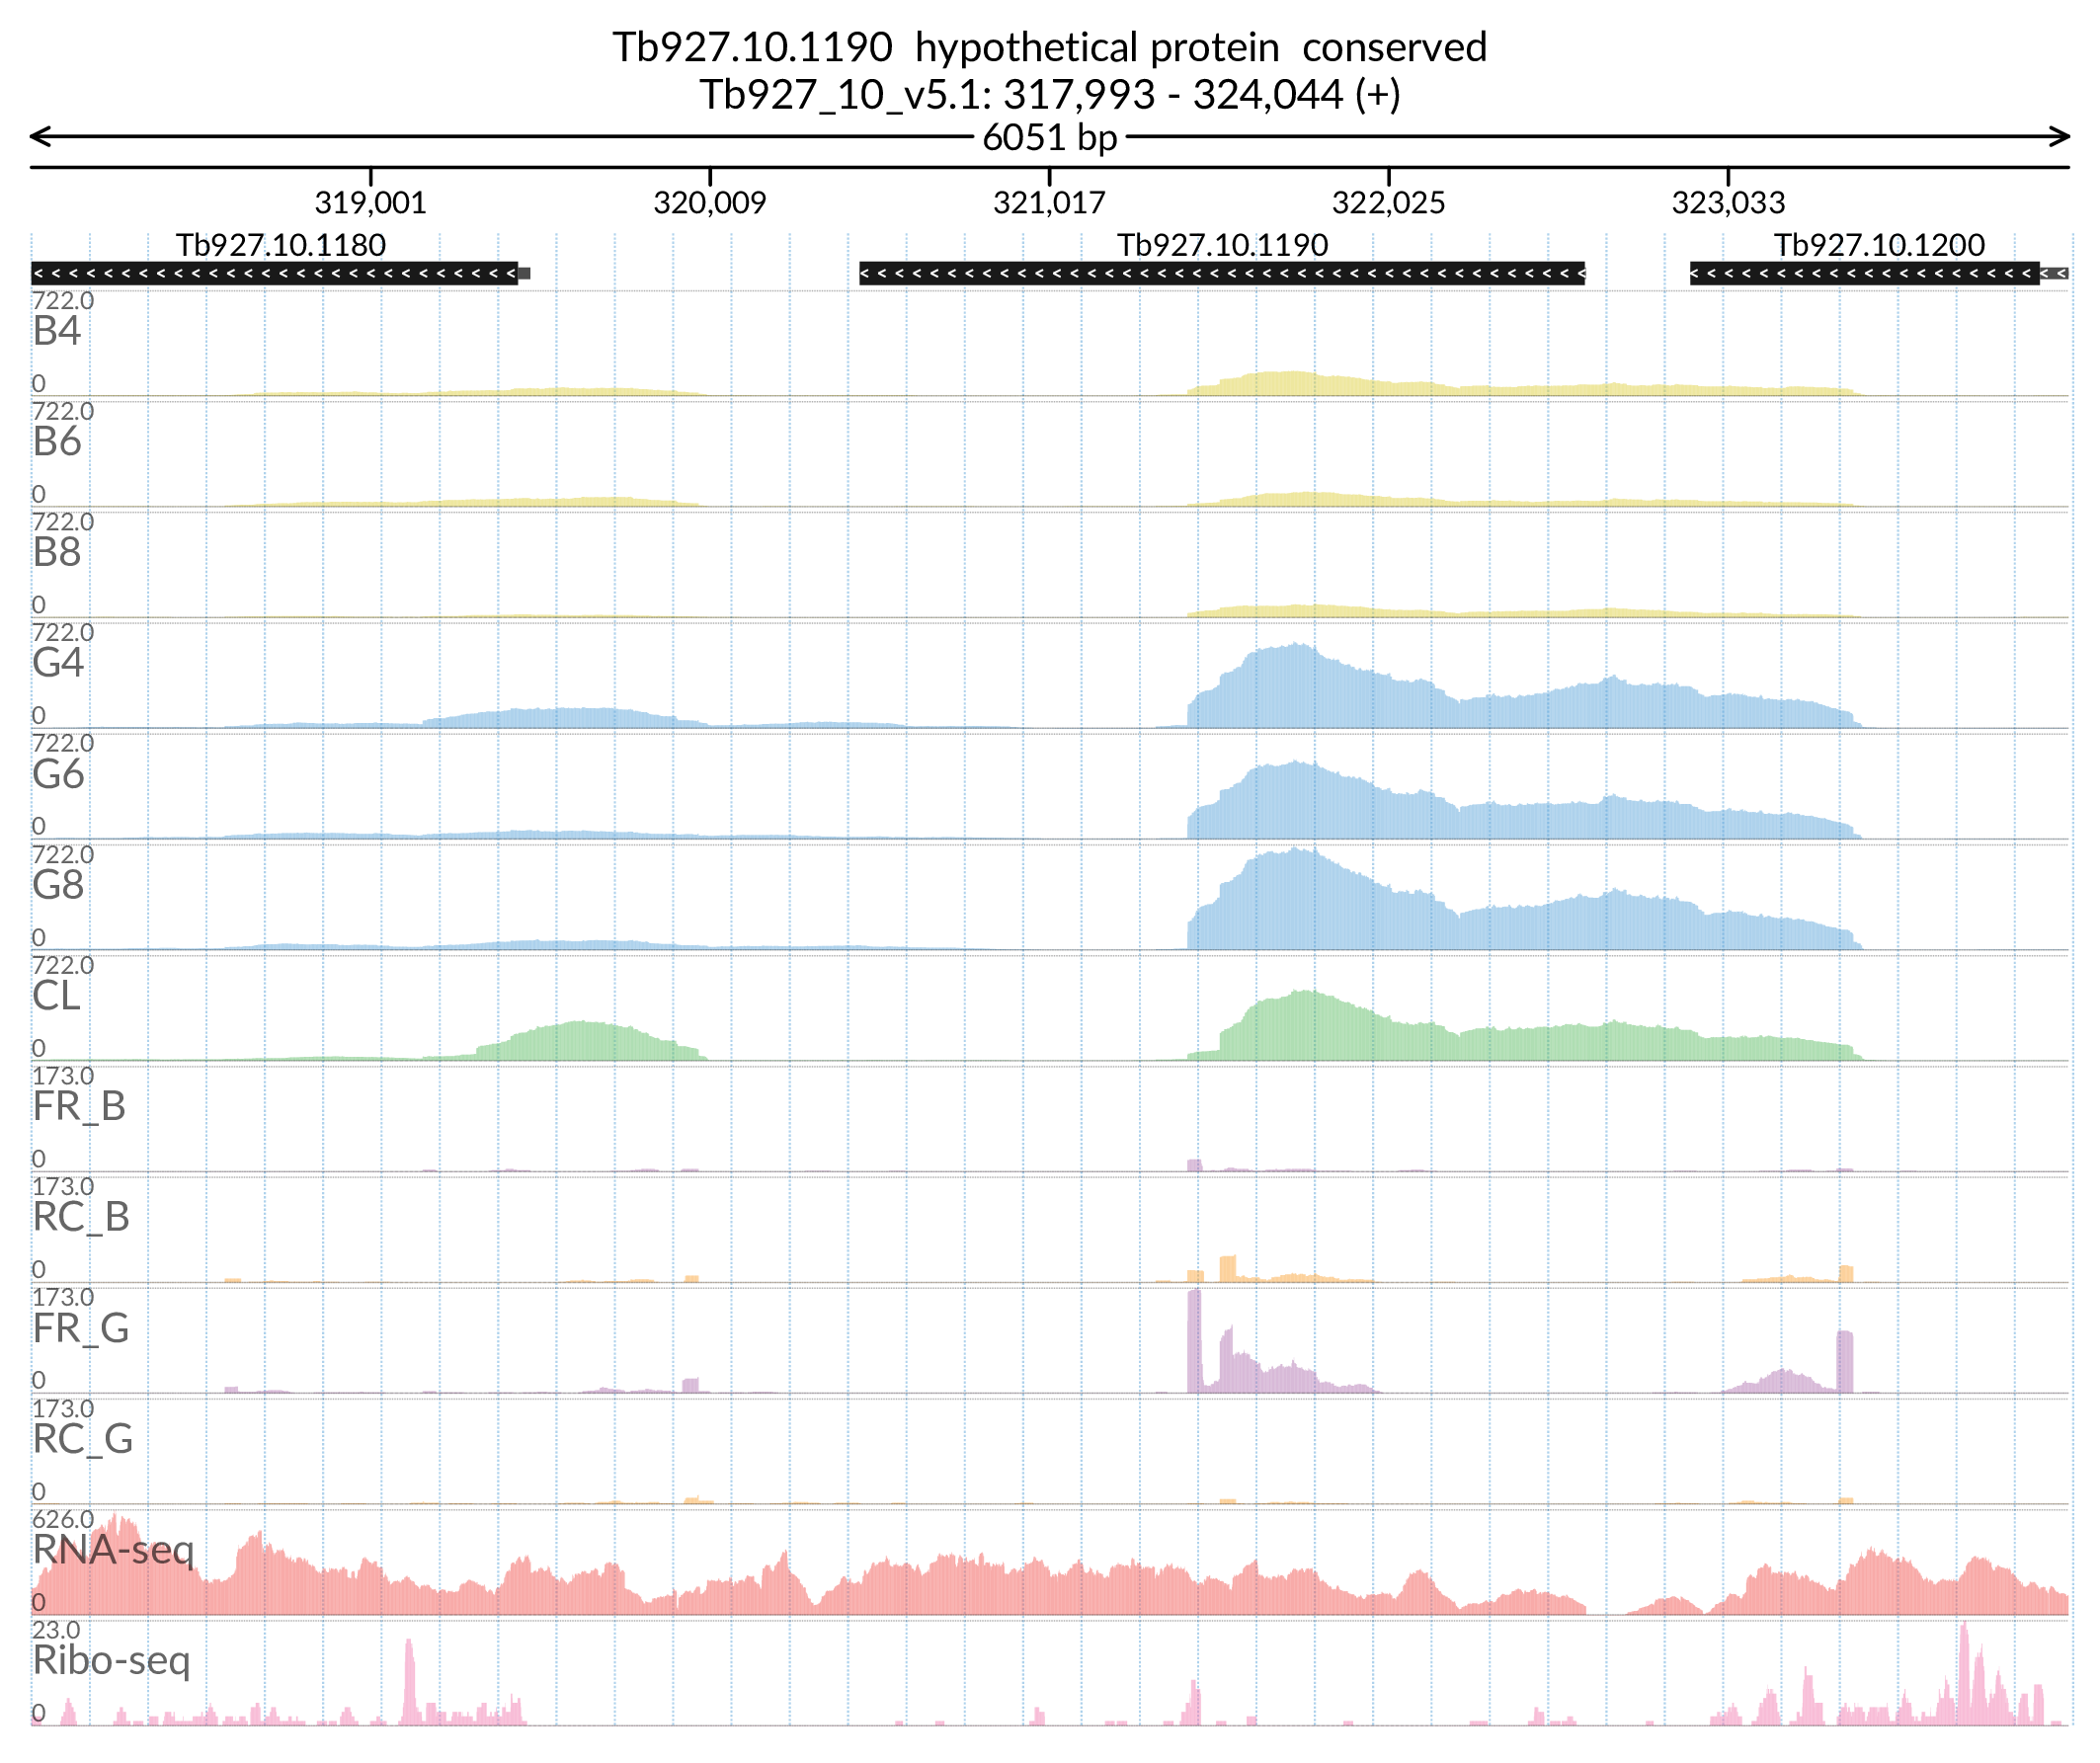 Tb927.10.1190  hypothetical protein  conserved
Tb927_10_v5.1: 317,993 - 324,044 (+)
6051 bp
319,001 320,009 321,017 322,025 323,033
Tb927.10.1180 Tb927.10.1190 Tb927.10.1200
722.0
B4
0
722.0
B6
0
722.0
B8
0
722.0
G4
0
722.0
G6
0
722.0
G8
0
722.0
CL
0
173.0
FR_B
0
173.0
RC_B
0
173.0
FR_G
0
173.0
RC_G
0
626.0
RNA-seq
0
23.0
Ribo-seq
0